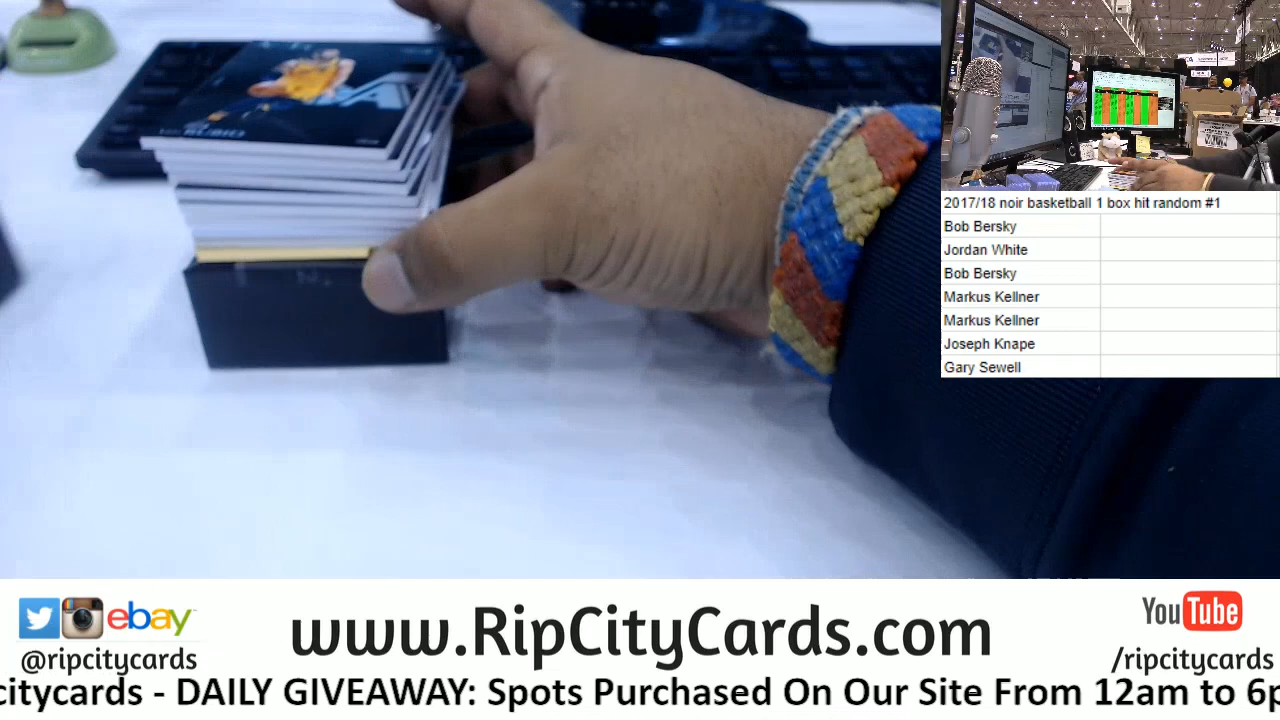 RUBIO
2017/18 noir basketball 1 box hit random #1
Bob Bersky
Jordan White
Bob Bersky
Markus Kellner
Markus Kellner
Joseph Knape
Gary Sewell
ebay
@ripcitycards
www.RipCityCards.com
YouTube
/ripcitycards
citycards - DAILY GIVEAWAY: Spots Purchased On Our Site From 12am to 6p